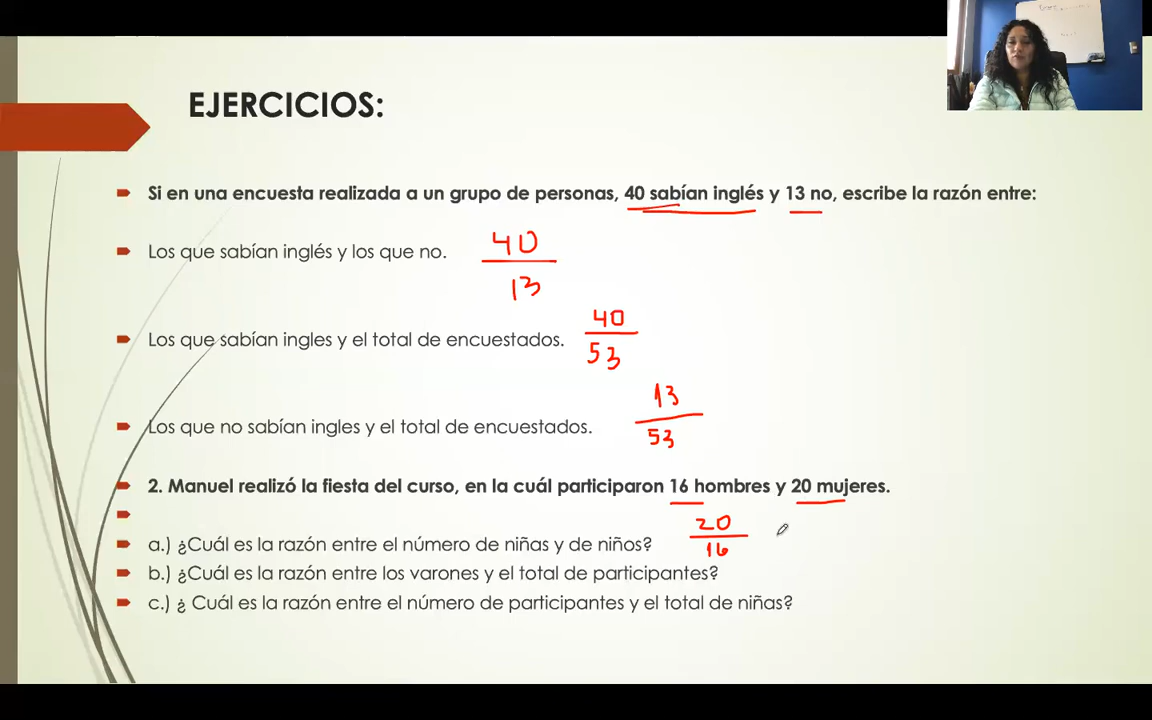 EJERCICIOS:
Si en una encuesta realizada a un grupo de personas, 40 sabían inglés y 13 no, escribe la razón entre:
Los que sabían inglés y los que no.
40
13
Los que sabían ingles y el total de encuestados.
40
53
Los que no sabían ingles y el total de encuestados.
13
53
2. Manuel realizó la fiesta del curso, en la cuál participaron 16 hombres y 20 mujeres.
a.) ¿Cuál es la razón entre el número de niñas y de niños?
20
16
b.) ¿Cuál es la razón entre los varones y el total de participantes?
c.) ¿ Cuál es la razón entre el número de participantes y el total de niñas?